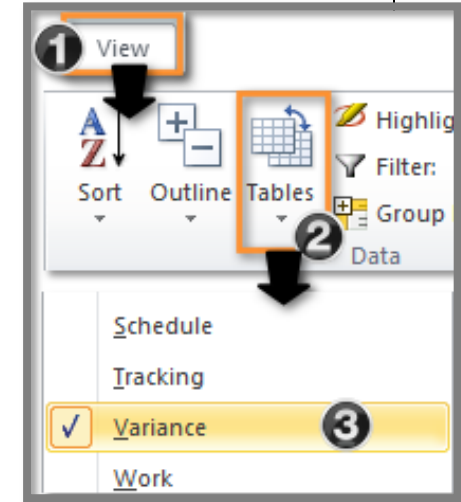 1 View
Sort Outline Tables Highlig
Filter:
Group
2
Data
Schedule
Tracking
Variance 3
Work